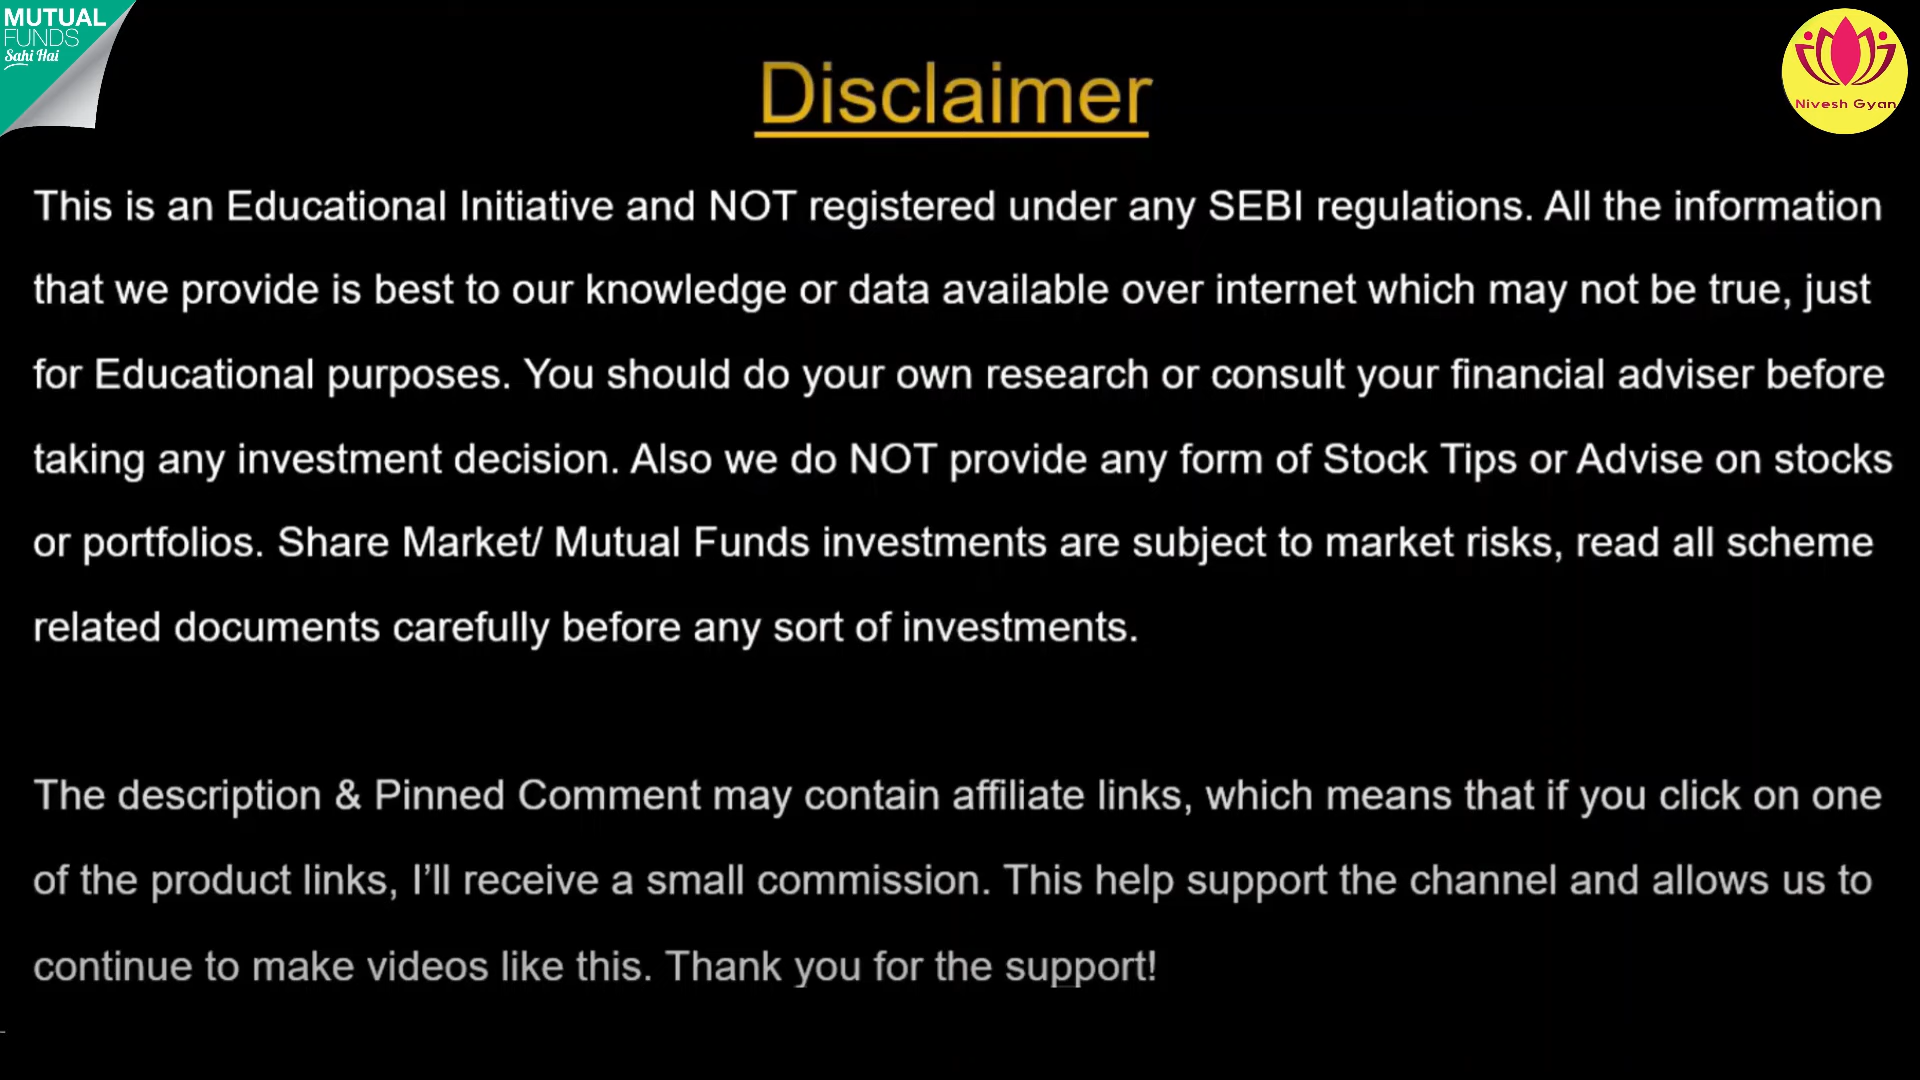 MUTUAL
FUNDS
Sahi Hai
Disclaimer
Nivesh Gyan
This is an Educational Initiative and NOT registered under any SEBI regulations. All the information
that we provide is best to our knowledge or data available over internet which may not be true, just
for Educational purposes. You should do your own research or consult your financial adviser before
taking any investment decision. Also we do NOT provide any form of Stock Tips or Advise on stocks
or portfolios. Share Market/ Mutual Funds investments are subject to market risks, read all scheme
related documents carefully before any sort of investments.
The description & Pinned Comment may contain affiliate links, which means that if you click on one
of the product links, I’ll receive a small commission. This help support the channel and allows us to
continue to make videos like this. Thank you for the support!